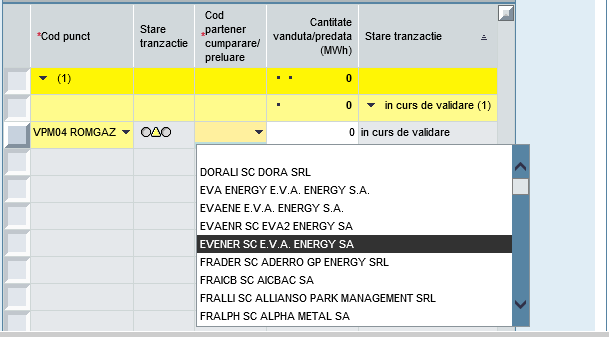 *Cod punct
Stare
tranzactie
Cod
partener
*cumparare/
preluare
Cantitate
vanduta/predata
(MWh)
Stare tranzactie
(1)
0
0
in curs de validare (1)
VPM04 ROMGAZ
0
in curs de validare
DORALI SC DORA SRL
EVA ENERGY E.V.A. ENERGY S.A.
EVAENE E.V.A. ENERGY S.A.
EVAENR SC EVA2 ENERGY SA
EVENER SC E.V.A. ENERGY SA
FRADER SC ADERRO GP ENERGY SRL
FRAICB SC AICBAC SA
FRALLI SC ALLIANSO PARK MANAGEMENT SRL
FRALPH SC ALPHA METAL SA